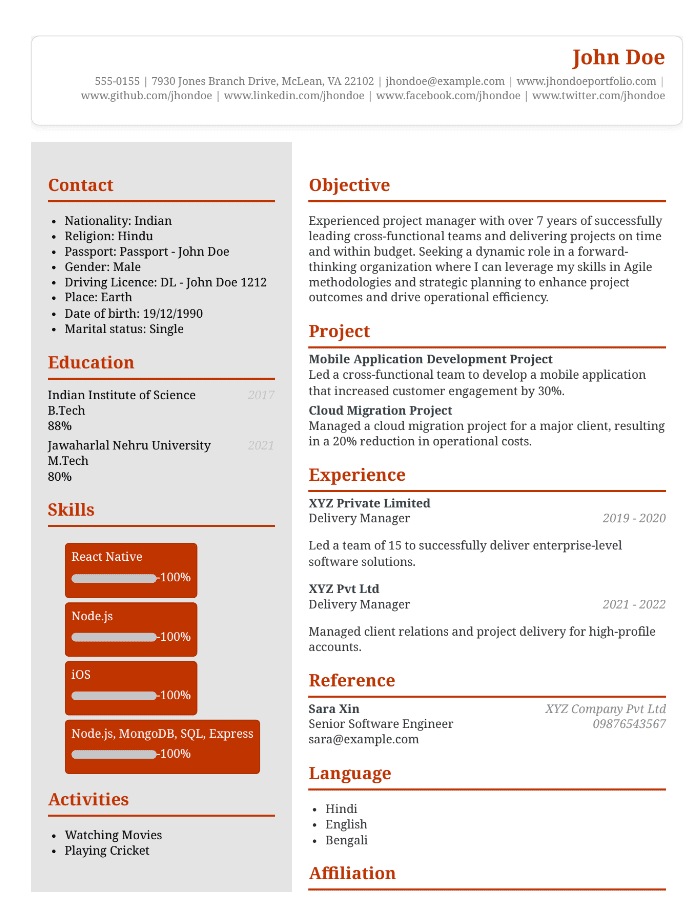 John Doe
555-0155 | 7930 Jones Branch Drive, McLean, VA 22102 | jhondoe@example.com | www.jhondoeportfolio.com |
www.github.com/jhondoe | www.linkedin.com/jhondoe | www.facebook.com/jhondoe | www.twitter.com/jhondoe
Contact
• Nationality: Indian
• Religion: Hindu
• Passport: Passport - John Doe
• Gender: Male
• Driving Licence: DL - John Doe 1212
• Place: Earth
• Date of birth: 19/12/1990
• Marital status: Single
Education
Indian Institute of Science 2017
B.Tech
88%
Jawaharlal Nehru University 2021
M.Tech
80%
Skills
React Native
-100%
Node.js
-100%
iOS
-100%
Node.js, MongoDB, SQL, Express
-100%
Activities
• Watching Movies
• Playing Cricket
Objective
Experienced project manager with over 7 years of successfully
leading cross-functional teams and delivering projects on time
and within budget. Seeking a dynamic role in a forward-
thinking organization where I can leverage my skills in Agile
methodologies and strategic planning to enhance project
outcomes and drive operational efficiency.
Project
Mobile Application Development Project
Led a cross-functional team to develop a mobile application
that increased customer engagement by 30%.
Cloud Migration Project
Managed a cloud migration project for a major client, resulting
in a 20% reduction in operational costs.
Experience
XYZ Private Limited
Delivery Manager 2019 - 2020
Led a team of 15 to successfully deliver enterprise-level
software solutions.
XYZ Pvt Ltd
Delivery Manager 2021 - 2022
Managed client relations and project delivery for high-profile
accounts.
Reference
Sara Xin XYZ Company Pvt Ltd
Senior Software Engineer 09876543567
sara@example.com
Language
• Hindi
• English
• Bengali
Affiliation